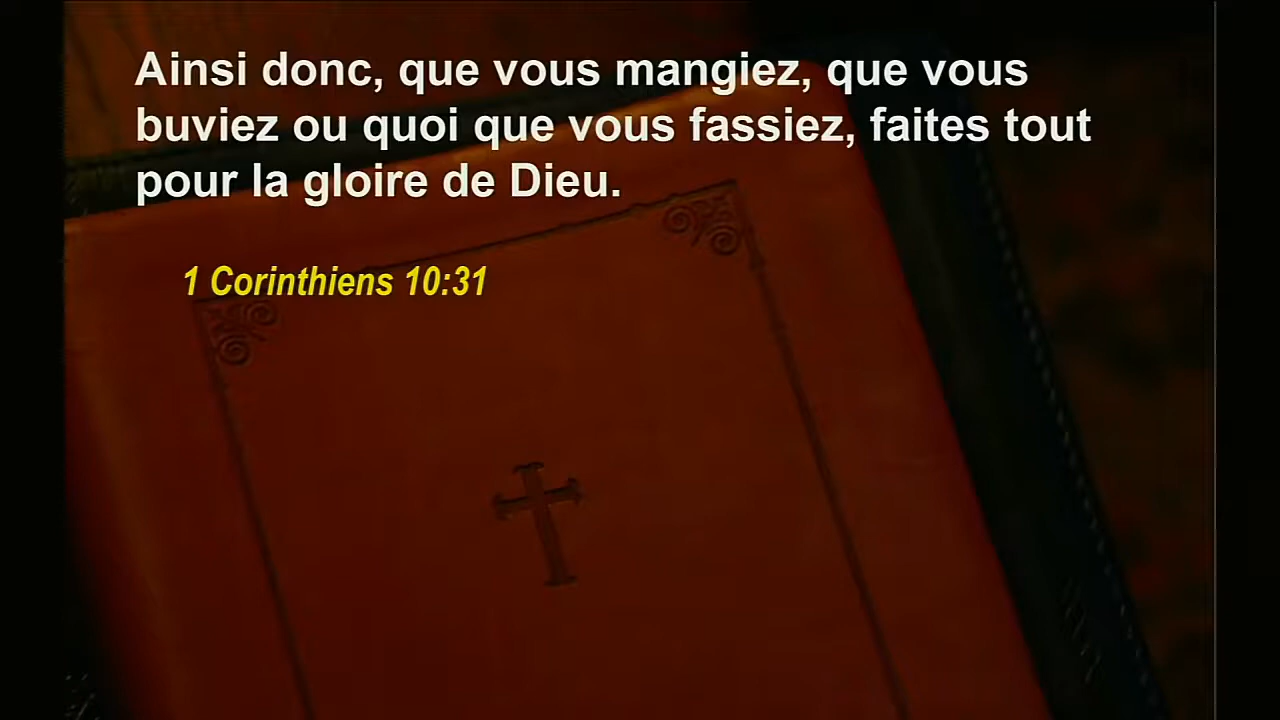 Ainsi donc, que vous mangiez, que vous
buviez ou quoi que vous fassiez, faites tout
pour la gloire de Dieu.
1 Corinthiens 10:31